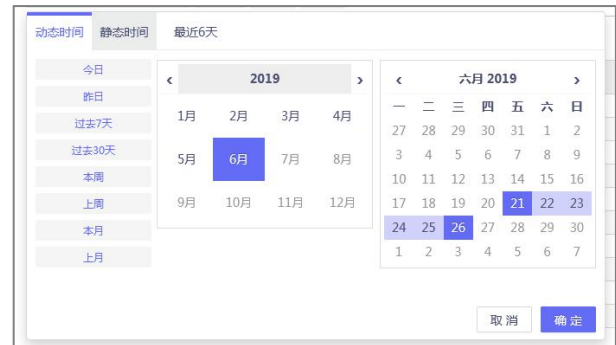 动态时间 静态时间 最近6天
今日
昨日
过去7天
过去30天
本周
上周
本月
上月
‹ 2019 ›
1月 2月 3月 4月
5月 6月 7月 8月
9月 10月 11月 12月
‹ 六月 2019 ›
一 二 三 四 五 六 日
27 28 29 30 31 1 2
3 4 5 6 7 8 9
10 11 12 13 14 15 16
17 18 19 20 21 22 23
24 25 26 27 28 29 30
1 2 3 4 5 6 7
取消 确定